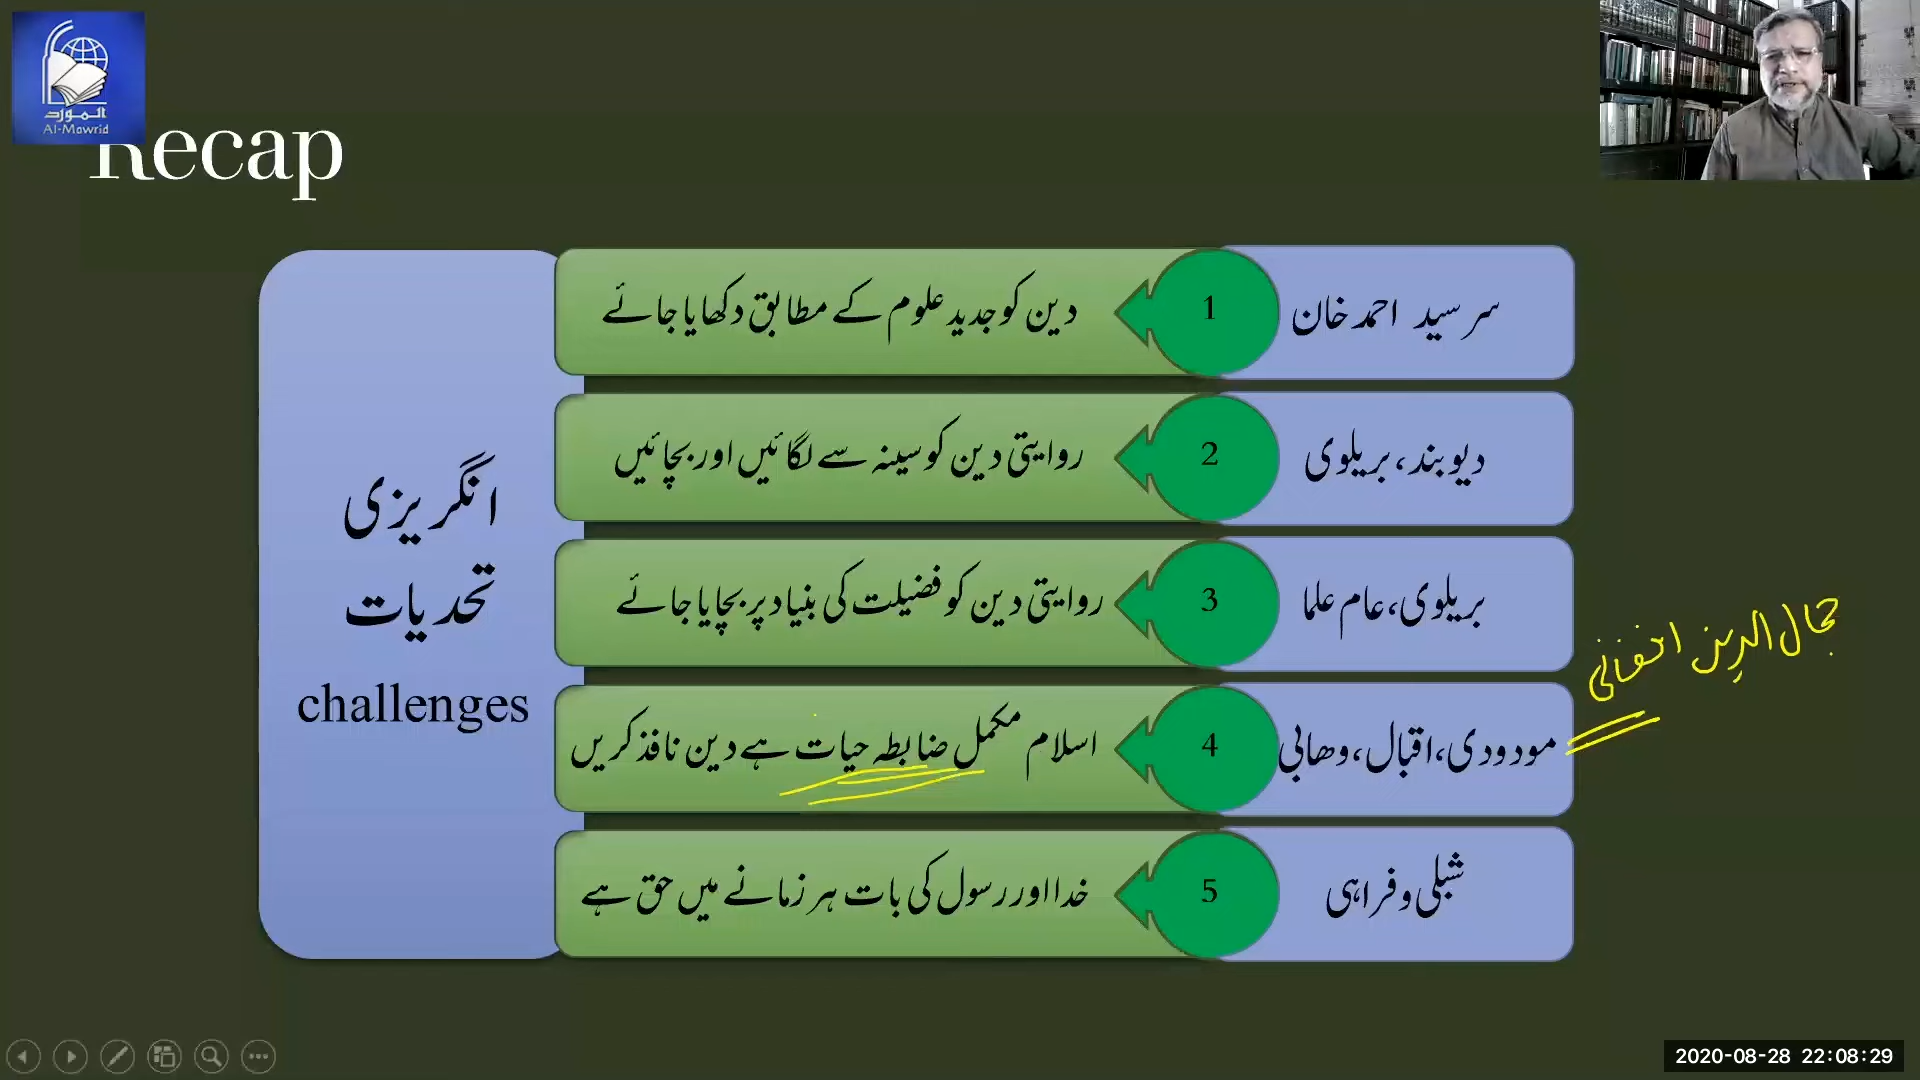 المورد
Al-Mawrid
Recap
سر سید احمد خان
1
دین کو جدید علوم کے مطابق دکھایا جائے
دیوبند، بریلوی
2
روایتی دین کو سینہ سے لگائیں اور بچائیں
بریلوی، عام علما
3
روایتی دین کو فضیلت کی بنیاد پر بچایا جائے
جمال الدین افغانی
مودودی، اقبال، وھابی
4
اسلام مکمل ضابطہ حیات ہے دین نافذ کریں
شبلی و فراہی
5
خدا اور رسول کی بات ہر زمانے میں حق ہے
انگریزی
تحدیات
challenges
2020-08-28 22:08:29